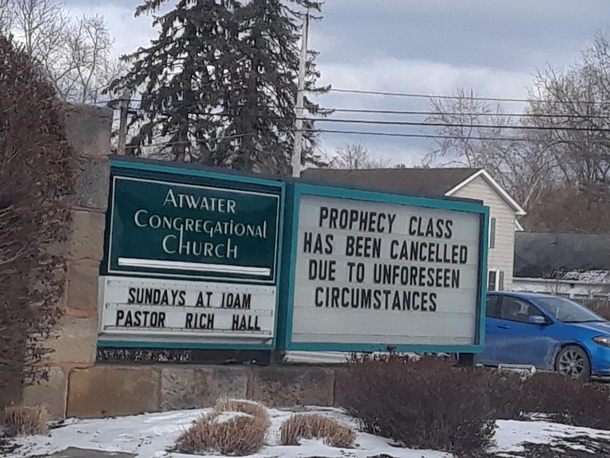 ATWATER
CONGREGATIONAL
CHURCH
SUNDAYS AT 10AM
PASTOR RICH HALL
PROPHECY CLASS
HAS BEEN CANCELLED
DUE TO UNFORESEEN
CIRCUMSTANCES